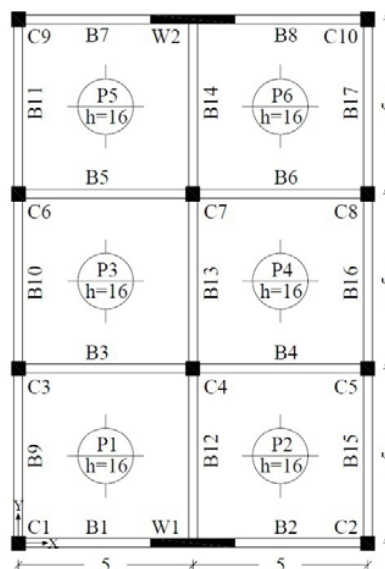 C9 B7 W2 B8 C10
B11 P5 B14 P6 B17
h=16 h=16
B5 B6
C6 C7 C8
B10 P3 B13 P4 B16
h=16 h=16
B3 B4
C3 C4 C5
B9 P1 B12 P2 B15
h=16 h=16
Y
C1 B1 W1 B2 C2
X
5 5